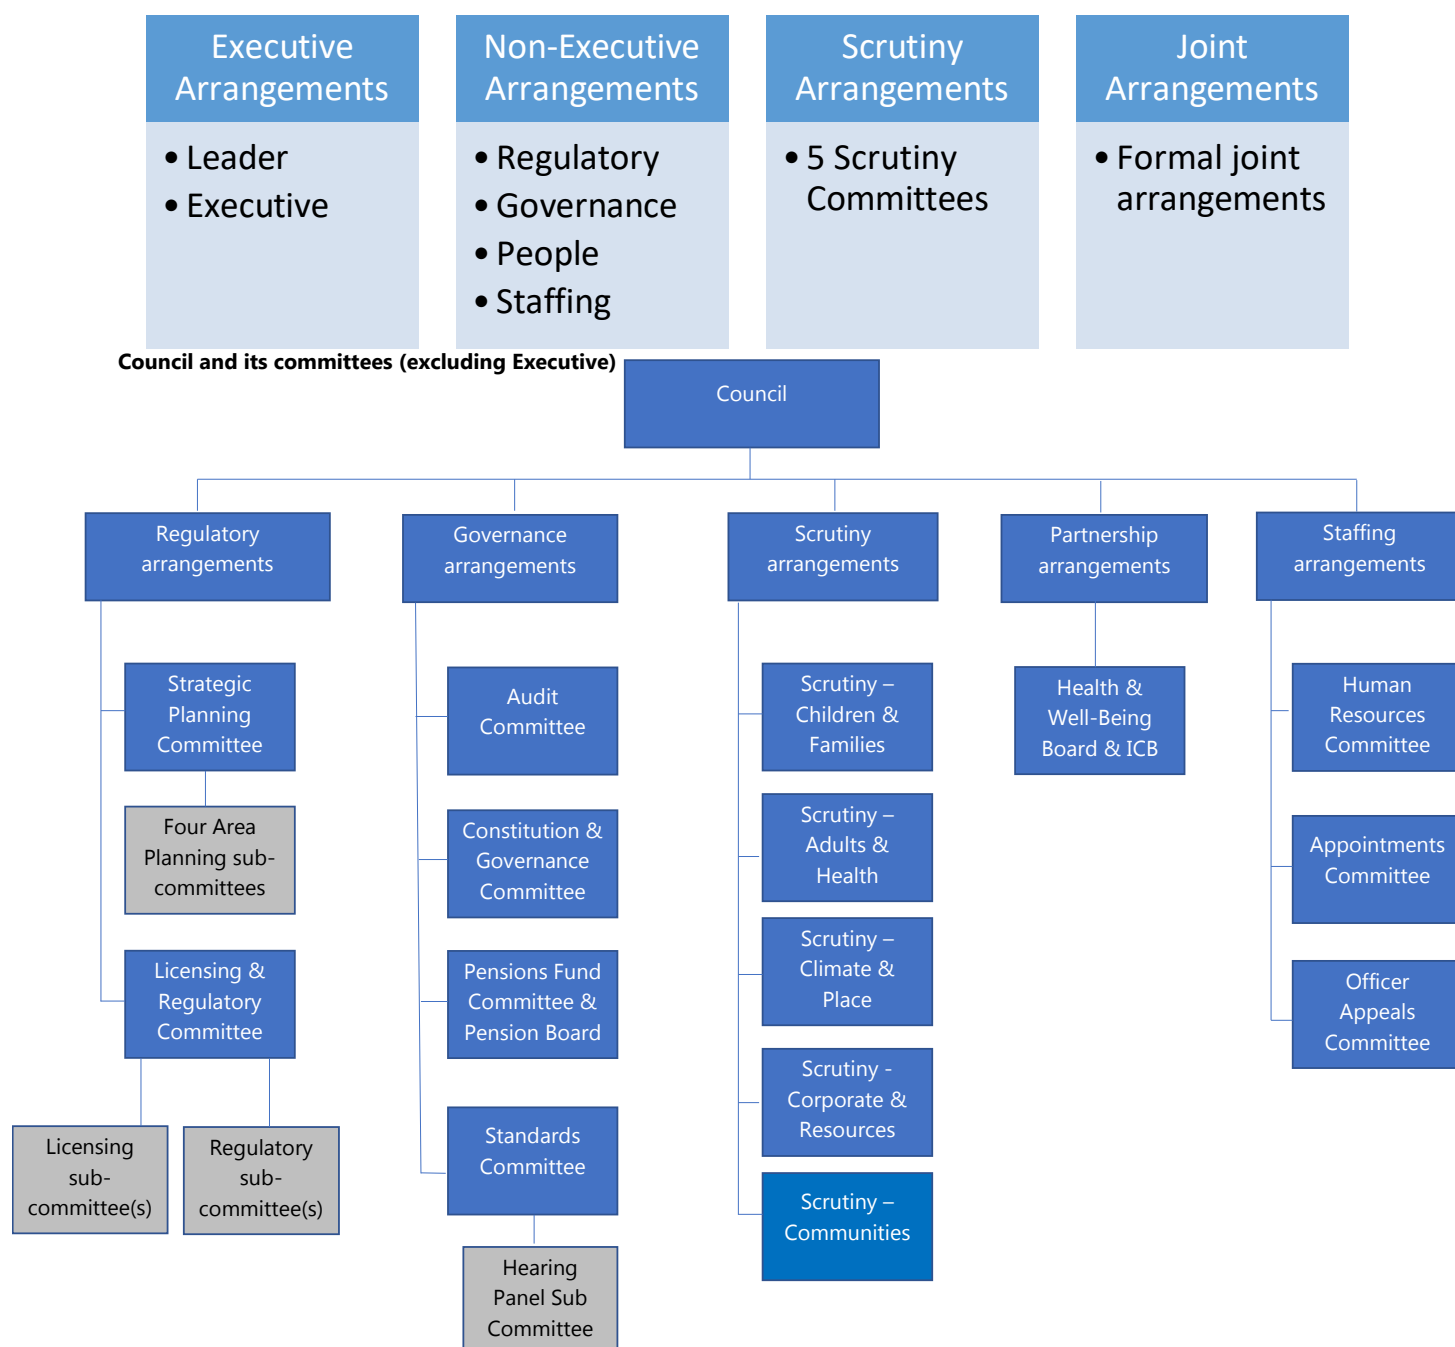 Executive
Arrangements
• Leader
• Executive
Non-Executive
Arrangements
• Regulatory
• Governance
• People
• Staffing
Scrutiny
Arrangements
• 5 Scrutiny
Committees
Joint
Arrangements
• Formal joint
arrangements
Council and its committees (excluding Executive)
Council
Regulatory
arrangements
Governance
arrangements
Scrutiny
arrangements
Partnership
arrangements
Staffing
arrangements
Strategic
Planning
Committee
Four Area
Planning sub-
committees
Licensing &
Regulatory
Committee
Licensing
sub-
committee(s)
Regulatory
sub-
committee(s)
Audit
Committee
Constitution &
Governance
Committee
Pensions Fund
Committee &
Pension Board
Standards
Committee
Hearing
Panel Sub
Committee
Scrutiny –
Children &
Families
Scrutiny –
Adults &
Health
Scrutiny –
Climate &
Place
Scrutiny -
Corporate &
Resources
Scrutiny –
Communities
Health &
Well-Being
Board & ICB
Human
Resources
Committee
Appointments
Committee
Officer
Appeals
Committee